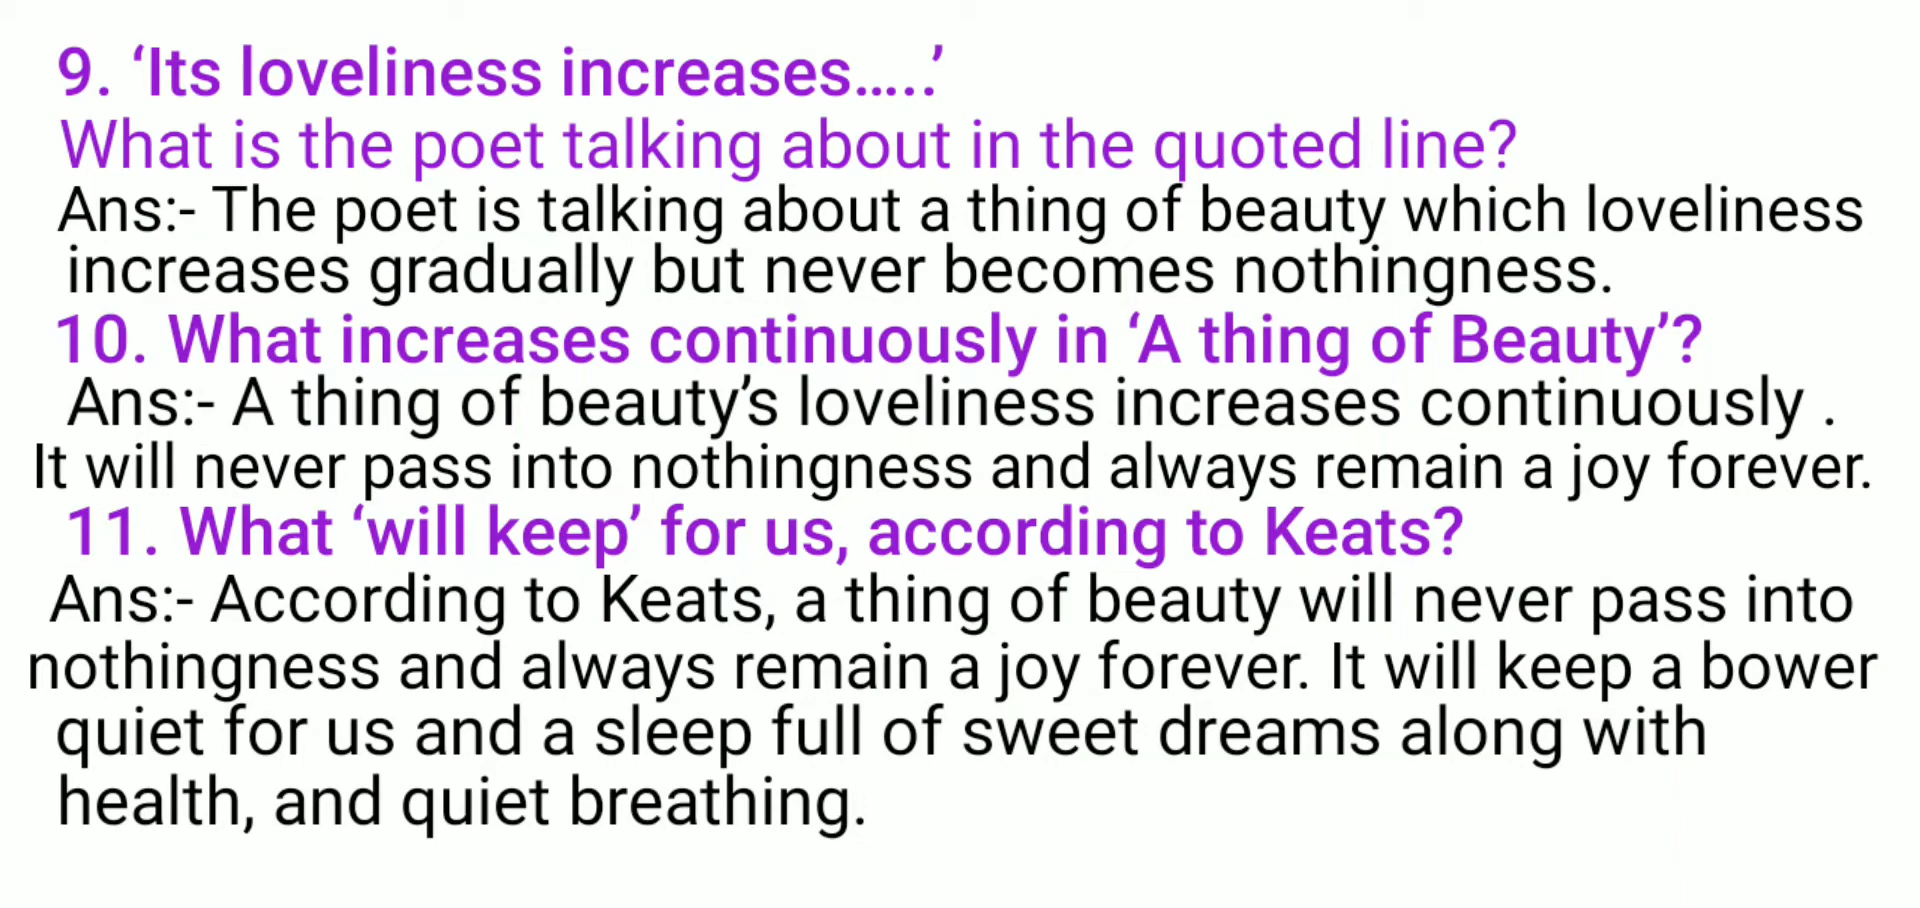 9. ‘Its loveliness increases.....’
What is the poet talking about in the quoted line?
Ans:- The poet is talking about a thing of beauty which loveliness
increases gradually but never becomes nothingness.
10. What increases continuously in ‘A thing of Beauty’?
Ans:- A thing of beauty’s loveliness increases continuously .
It will never pass into nothingness and always remain a joy forever.
11. What ‘will keep’ for us, according to Keats?
Ans:- According to Keats, a thing of beauty will never pass into
nothingness and always remain a joy forever. It will keep a bower
quiet for us and a sleep full of sweet dreams along with
health, and quiet breathing.